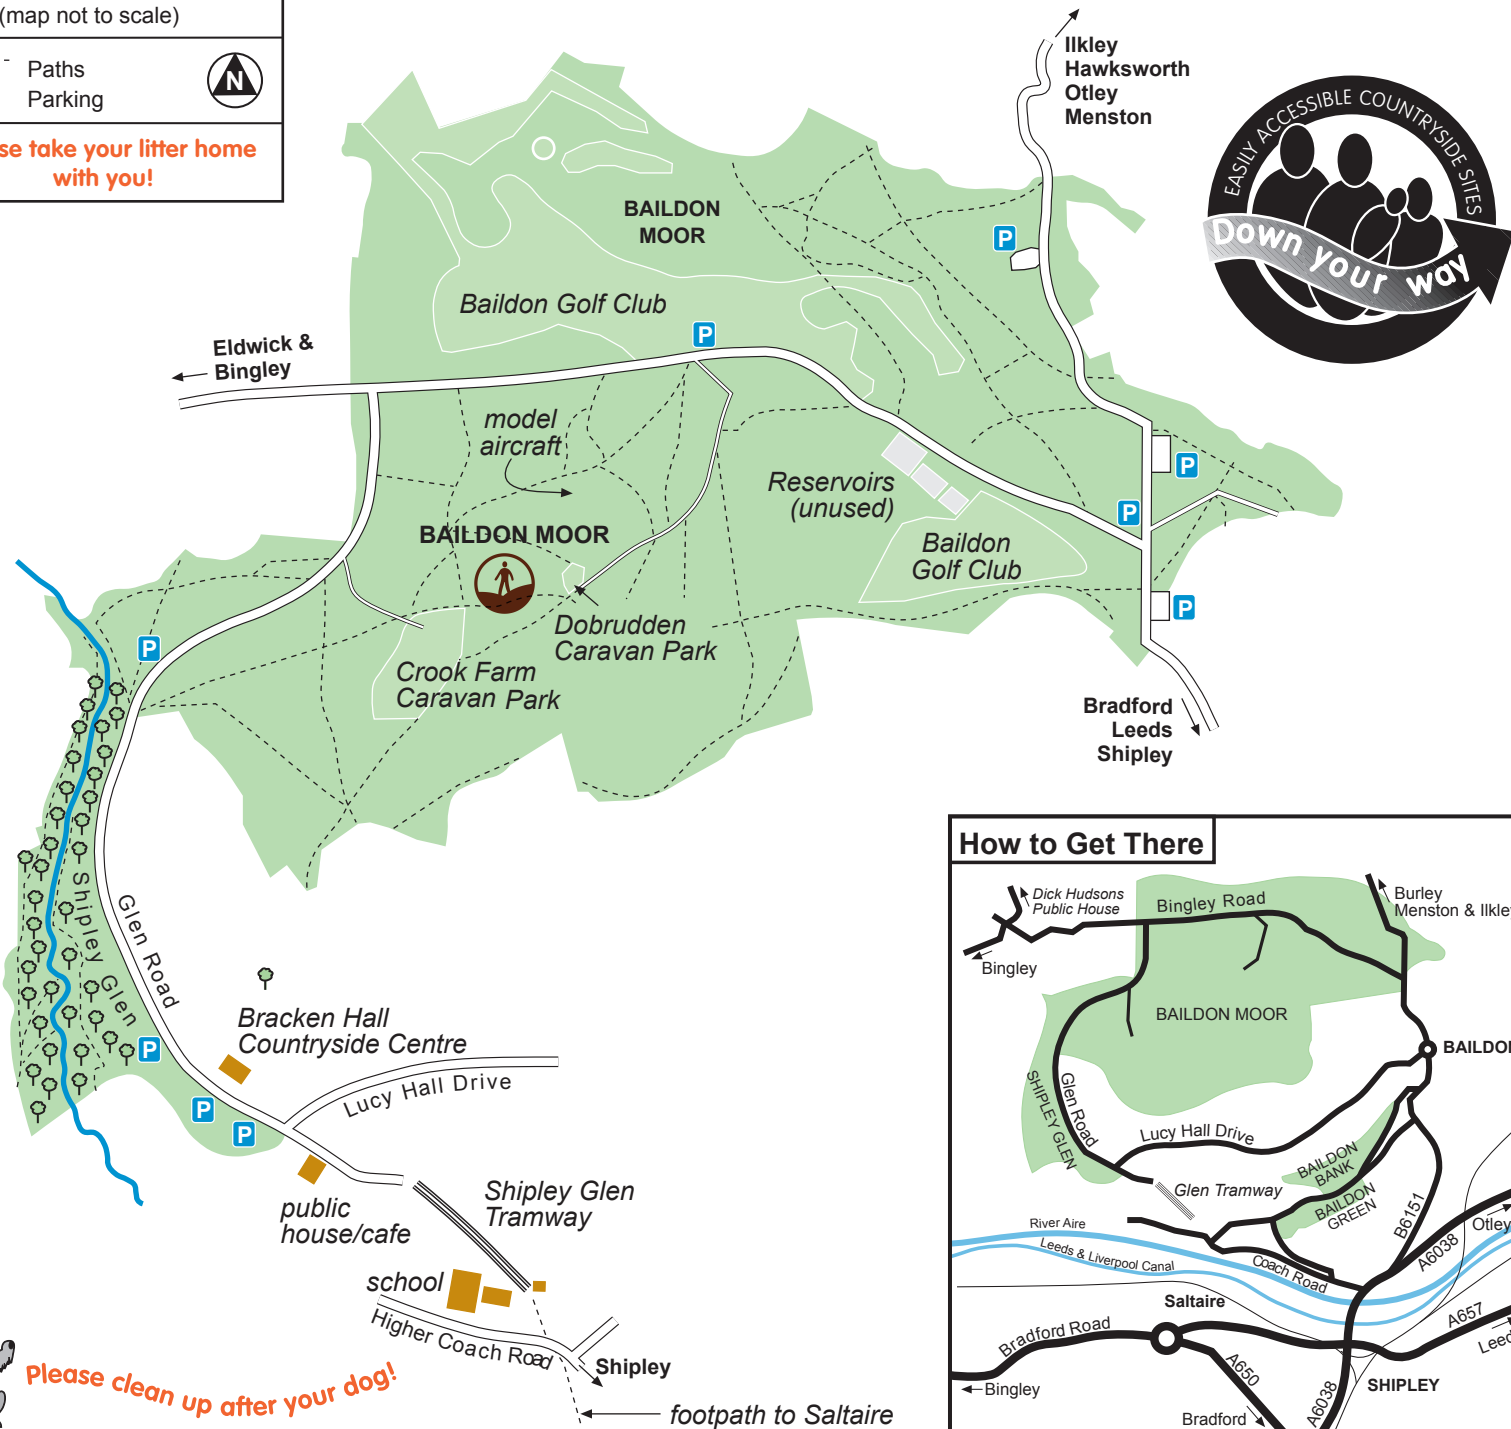 (map not to scale)
Paths
Parking
N
take your litter home
with you!
Ilkley
Hawksworth
Otley
Menston
EASILY ACCESSIBLE COUNTRYSIDE SITES
Down your way
BAILDON
MOOR
P
Baildon Golf Club
P
Eldwick &
Bingley
model
aircraft
Reservoirs
(unused)
P
P
BAILDON MOOR
Baildon
Golf Club
P
Dobrudden
Caravan Park
P
Crook Farm
Caravan Park
Bradford
Leeds
Shipley
Shipley Glen
Glen Road
Bracken Hall
Countryside Centre
P
Lucy Hall Drive
P
P
public
house/cafe
Shipley Glen
Tramway
school
Higher Coach Road
Shipley
footpath to Saltaire
Please clean up after your dog!
How to Get There
Dick Hudsons
Public House
Bingley Road
Burley
Menston & Ilkle
Bingley
BAILDON MOOR
BAILDO
SHIPLEY GLEN
Glen Road
Lucy Hall Drive
BAILDON
BANK
Glen Tramway
BAILDON
GREEN
B6151
Otley
River Aire
Leeds & Liverpool Canal
Coach Road
A6038
Saltaire
A657
Leed
Bradford Road
Bingley
A650
SHIPLEY
A6038
Bradford